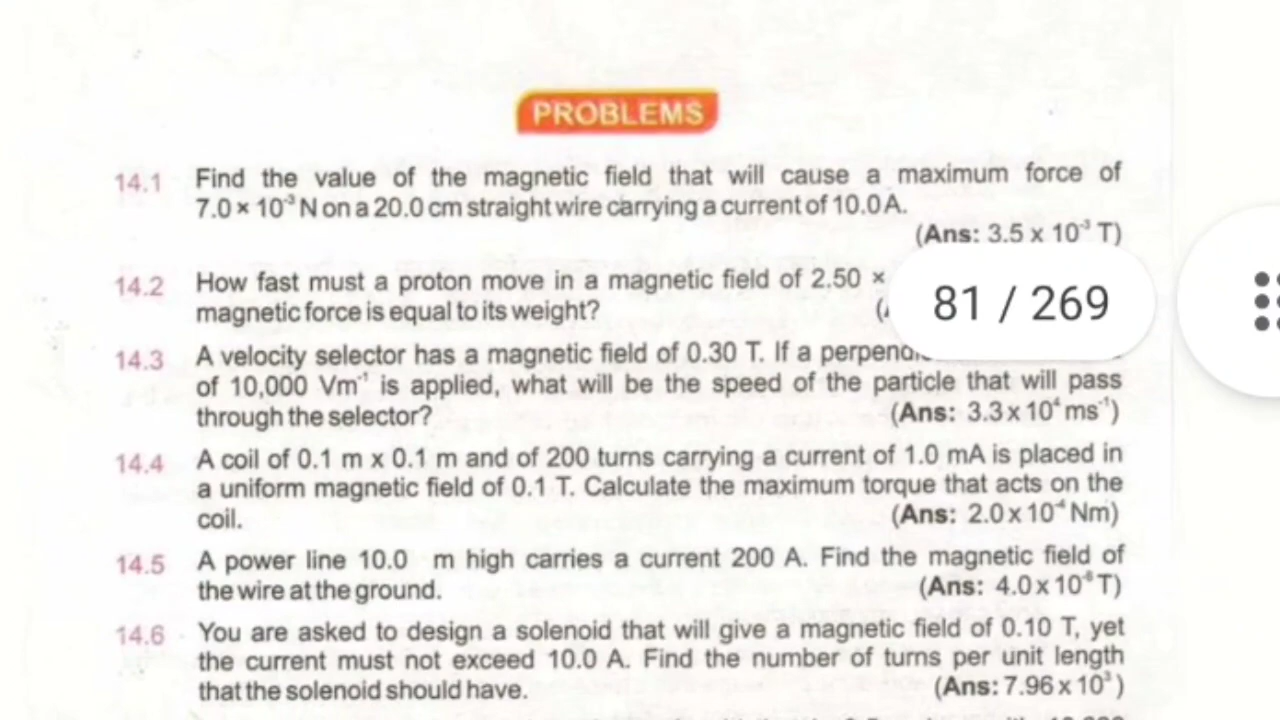 PROBLEMS
14.1 Find the value of the magnetic field that will cause a maximum force of
7.0 × 10⁻³ N on a 20.0 cm straight wire carrying a current of 10.0 A.
(Ans: 3.5 x 10⁻³ T)
14.2 How fast must a proton move in a magnetic field of 2.50 ×
magnetic force is equal to its weight?
81 / 269
14.3 A velocity selector has a magnetic field of 0.30 T. If a
of 10,000 Vm⁻¹ is applied, what will be the speed of the particle that will pass
through the selector? (Ans: 3.3 x 10⁴ ms⁻¹)
14.4 A coil of 0.1 m x 0.1 m and of 200 turns carrying a current of 1.0 mA is placed in
a uniform magnetic field of 0.1 T. Calculate the maximum torque that acts on the
coil. (Ans: 2.0 x 10⁻⁴ Nm)
14.5 A power line 10.0 m high carries a current 200 A. Find the magnetic field of
the wire at the ground. (Ans: 4.0 x 10⁻⁶ T)
14.6 You are asked to design a solenoid that will give a magnetic field of 0.10 T, yet
the current must not exceed 10.0 A. Find the number of turns per unit length
that the solenoid should have. (Ans: 7.96 x 10³ )